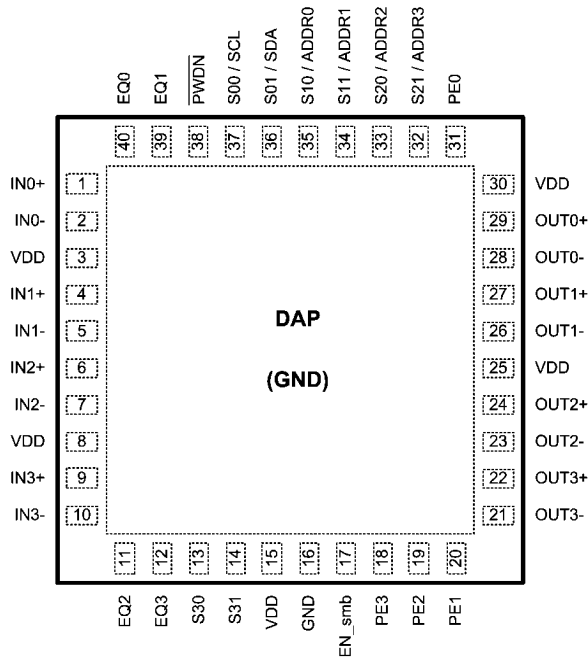 EQ0
EQ1
PWDN
S00 / SCL
S01 / SDA
S10 / ADDR0
S11 / ADDR1
S20 / ADDR2
S21 / ADDR3
PE0
40
39
38
37
36
35
34
33
32
31
IN0+ 1
IN0- 2
VDD 3
IN1+ 4
IN1- 5
IN2+ 6
IN2- 7
VDD 8
IN3+ 9
IN3- 10
DAP
(GND)
30 VDD
29 OUT0+
28 OUT0-
27 OUT1+
26 OUT1-
25 VDD
24 OUT2+
23 OUT2-
22 OUT3+
21 OUT3-
11
12
13
14
15
16
17
18
19
20
EQ2
EQ3
S30
S31
VDD
GND
EN_smb
PE3
PE2
PE1